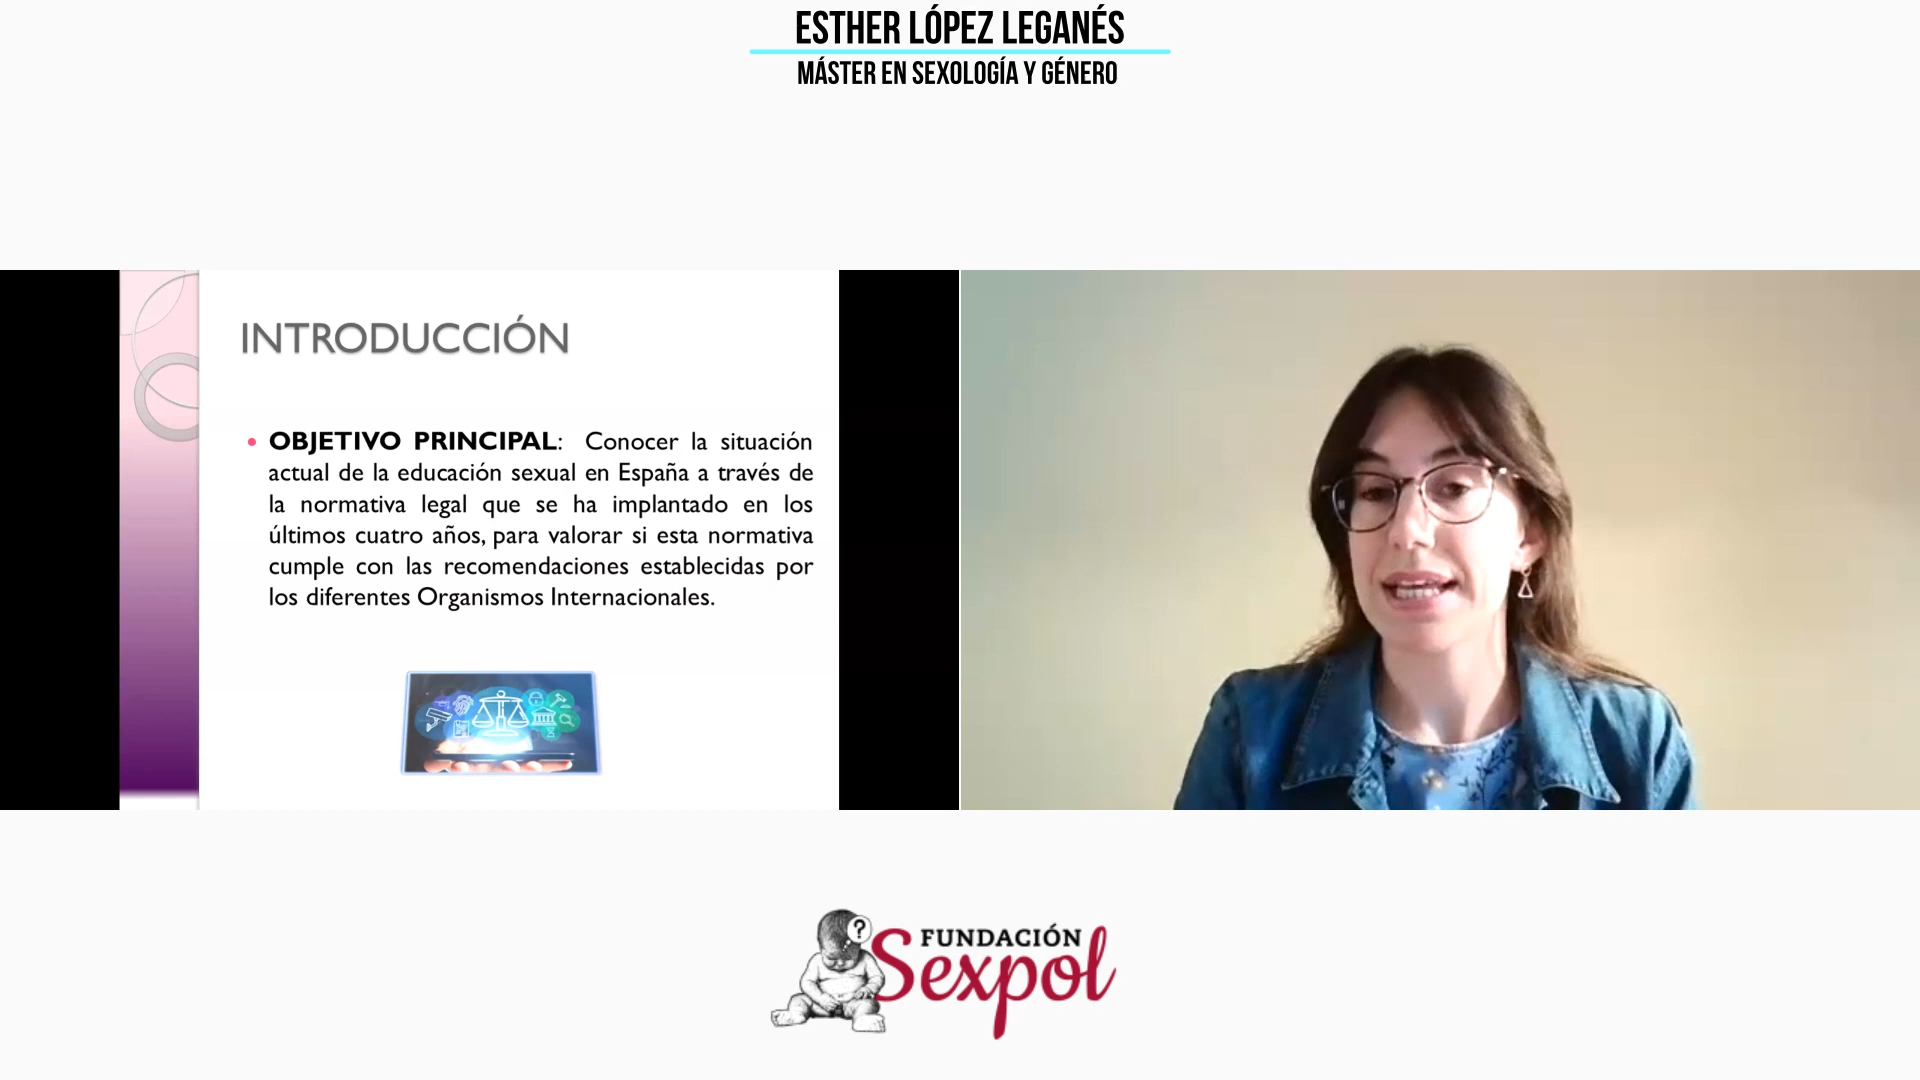 ESTHER LÓPEZ LEGANÉS
MÁSTER EN SEXOLOGÍA Y GÉNERO
INTRODUCCIÓN
• OBJETIVO PRINCIPAL: Conocer la situación
actual de la educación sexual en España a través de
la normativa legal que se ha implantado en los
últimos cuatro años, para valorar si esta normativa
cumple con las recomendaciones establecidas por
los diferentes Organismos Internacionales.
?
FUNDACIÓN
Sexpol